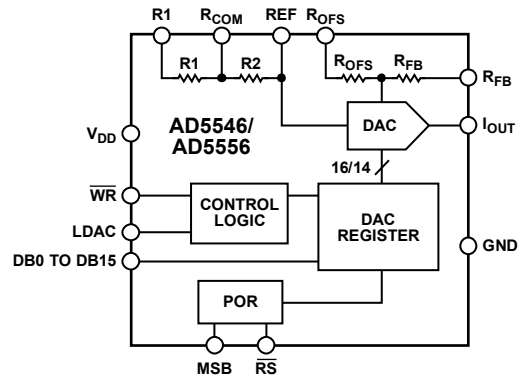 R1 RCOM REF ROFS
R1 R2 ROFS RFB
RFB
VDD
AD5546/
AD5556
DAC
IOUT
16/14
WR
CONTROL
LOGIC
LDAC
DAC
REGISTER
GND
DB0 TO DB15
POR
MSB RS